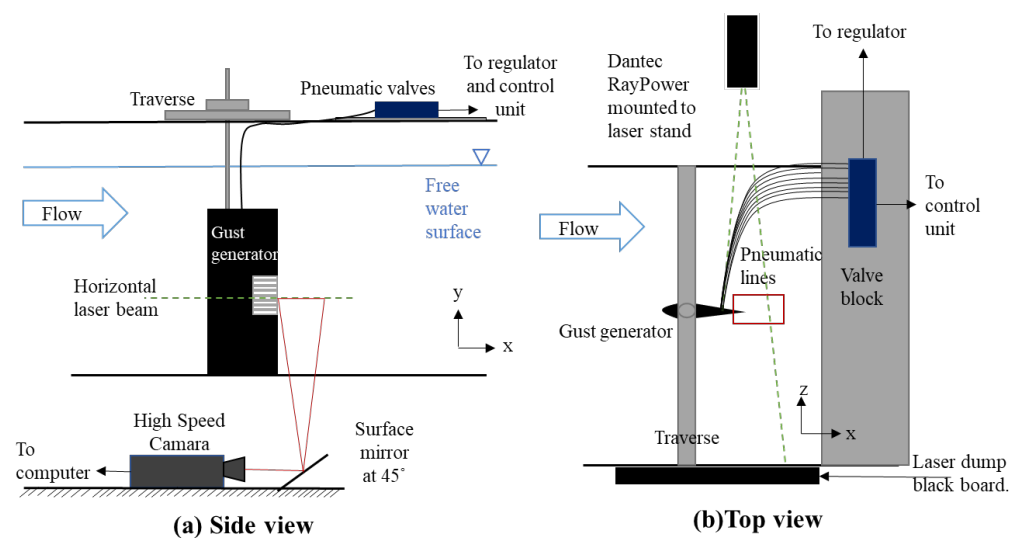 Traverse
Pneumatic valves
To regulator
and control
unit
Flow
Free
water
surface
Gust
generator
Horizontal
laser beam
y
x
High Speed
Camara
To
computer
Surface
mirror
at 45˚
(a) Side view
To regulator
Dantec
RayPower
mounted to
laser stand
To
control
unit
Flow
Pneumatic
lines
Valve
block
Gust generator
z
x
Traverse
Laser dump
black board.
(b)Top view